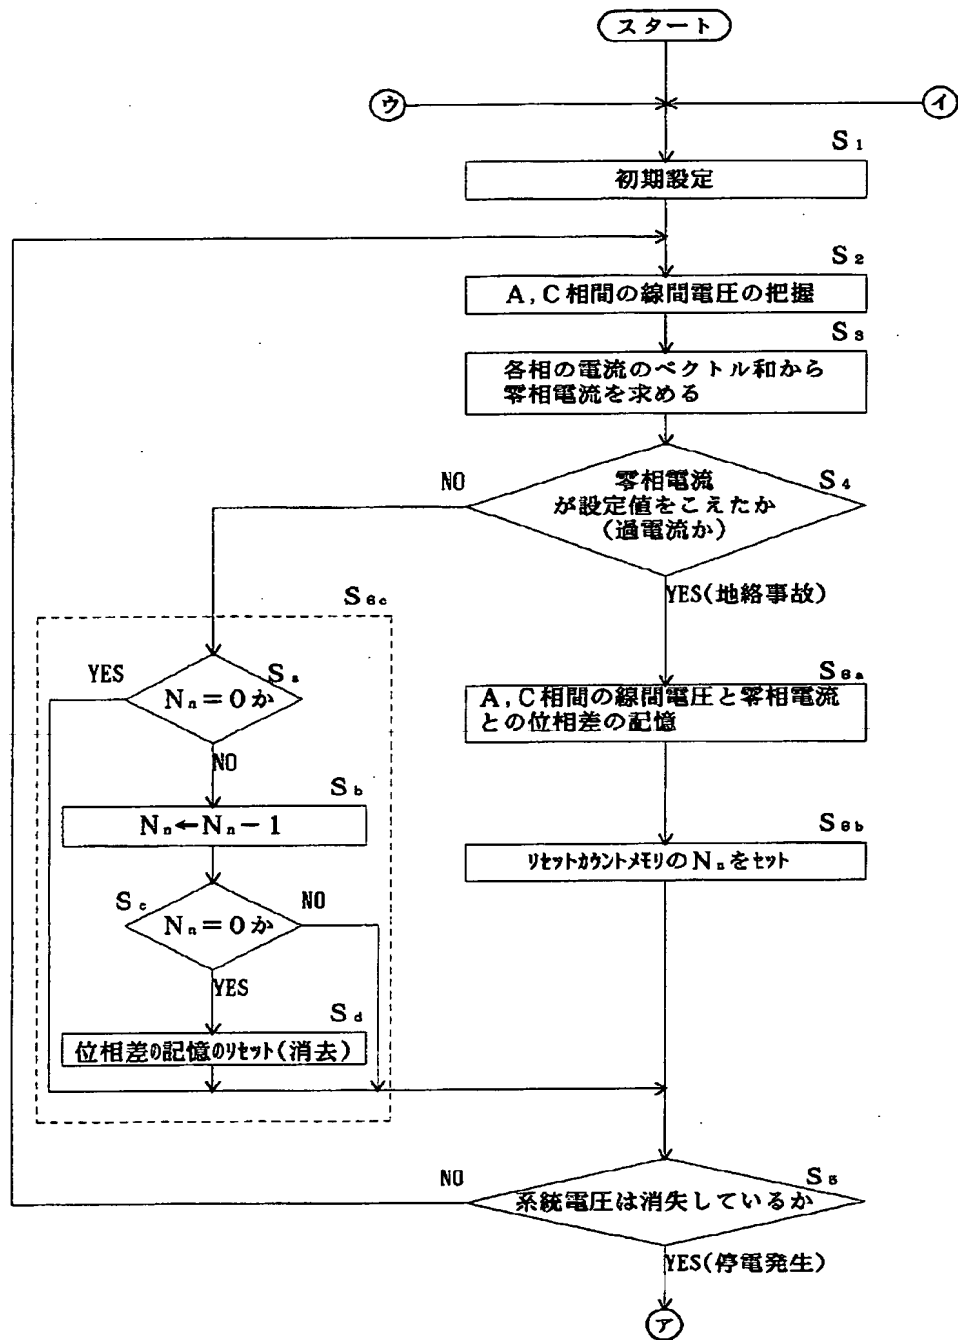 スタート
ウ
イ
S1
初期設定
S2
A,C相間の線間電圧の把握
S3
各相の電流のベクトル和から
零相電流を求める
S4
NO
零相電流
が設定値をこえたか
(過電流か)
YES(地絡事故)
S6c
YES
Sa
Nn=0か
NO
S6a
A,C相間の線間電圧と零相電流
との位相差の記憶
Sb
Nn←Nn-1
S6b
リセットカウントメモリのNnをセット
Sc
Nn=0か
NO
YES
Sd
位相差の記憶のリセット(消去)
NO
S5
系統電圧は消失しているか
YES(停電発生)
ア